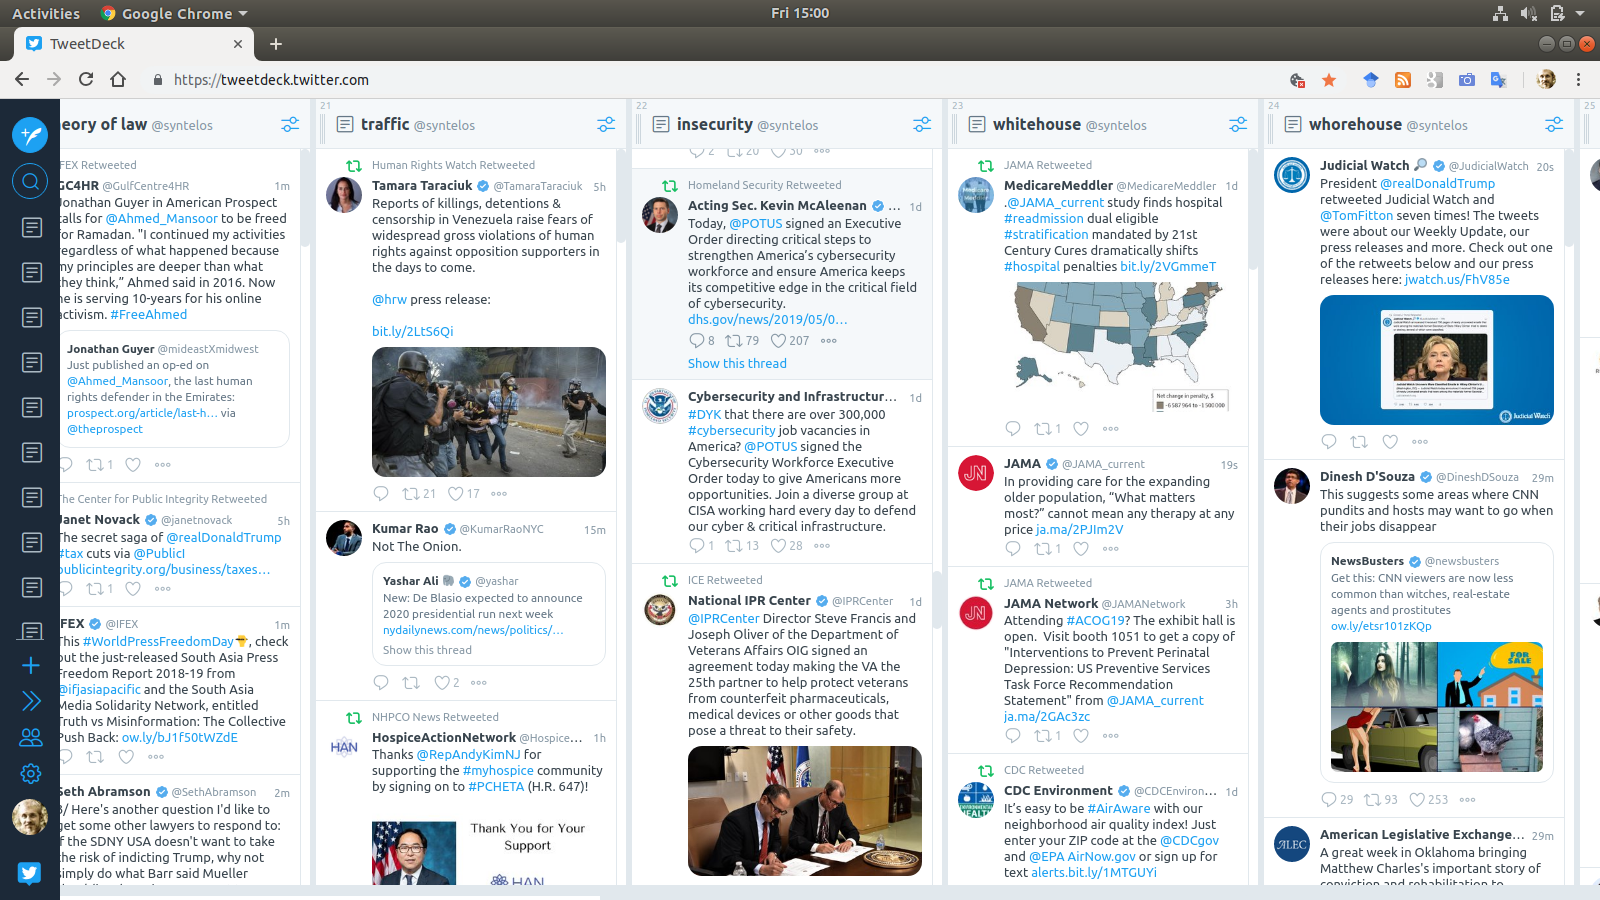 Activities
Google Chrome
Fri 15:00
TweetDeck
https://tweetdeck.twitter.com
eory of law @syntelos
FEX Retweeted
GC4HR @GulfCentre4HR 1m
Jonathan Guyer in American Prospect
calls for @Ahmed_Mansoor to be freed
for Ramadan. "I continued my activities
regardless of what happened because
my principles are deeper than what
they think,” Ahmed said in 2016. Now
he is serving 10-years for his online
activism. #FreeAhmed
Jonathan Guyer @mideastXmidwest
Just published an op-ed on
@Ahmed_Mansoor, the last human
rights defender in the Emirates:
prospect.org/article/last-h… via
@theprospect
1
The Center for Public Integrity Retweeted
Janet Novack @janetnovack 5h
The secret saga of @realDonaldTrump
#tax cuts via @PublicI
publicintegrity.org/business/taxes…
1
IFEX @IFEX 1m
This #WorldPressFreedomDay, check
out the just-released South Asia Press
Freedom Report 2018-19 from
@ifjasiapacific and the South Asia
Media Solidarity Network, entitled
Truth vs Misinformation: The Collective
Push Back: ow.ly/bJ1f50tWZdE
Seth Abramson @SethAbramson 2m
3/ Here's another question I'd like to
get some other lawyers to respond to:
if the SDNY USA doesn't want to take
the risk of indicting Trump, why not
simply do what Barr said Mueller
21
traffic @syntelos
Human Rights Watch Retweeted
Tamara Taraciuk @TamaraTaraciuk 5h
Reports of killings, detentions &
censorship in Venezuela raise fears of
widespread gross violations of human
rights against opposition supporters in
the days to come.
@hrw press release:
bit.ly/2LtS6Qi
21 17
Kumar Rao @KumarRaoNYC 15m
Not The Onion.
Yashar Ali @yashar
New: De Blasio expected to announce
2020 presidential run next week
nydailynews.com/news/politics/…
Show this thread
2
NHPCO News Retweeted
HospiceActionNetwork @Hospice… 1h
HAN
Thanks @RepAndyKimNJ for
supporting the #myhospice community
by signing on to #PCHETA (H.R. 647)!
Thank You for Your
Support
HAN
22
insecurity @syntelos
2 20 30
Homeland Security Retweeted
Acting Sec. Kevin McAleenan … 1d
Today, @POTUS signed an Executive
Order directing critical steps to
strengthen America’s cybersecurity
workforce and ensure America keeps
its competitive edge in the critical field
of cybersecurity.
dhs.gov/news/2019/05/0…
8 79 207
Show this thread
Cybersecurity and Infrastructur… 1d
#DYK that there are over 300,000
#cybersecurity job vacancies in
America? @POTUS signed the
Cybersecurity Workforce Executive
Order today to give Americans more
opportunities. Join a diverse group at
CISA working hard every day to defend
our cyber & critical infrastructure.
1 13 28
ICE Retweeted
National IPR Center @IPRCenter 1d
@IPRCenter Director Steve Francis and
Joseph Oliver of the Department of
Veterans Affairs OIG signed an
agreement today making the VA the
25th partner to help protect veterans
from counterfeit pharmaceuticals,
medical devices or other goods that
pose a threat to their safety.
23
whitehouse @syntelos
JAMA Retweeted
MedicareMeddler @MedicareMeddler 1d
.@JAMA_current study finds hospital
#readmission dual eligible
#stratification mandated by 21st
Century Cures dramatically shifts
#hospital penalties bit.ly/2VGmmeT
Net change in penalty, $
−6 587 964 to −1 500 000
1
JN
JAMA @JAMA_current 19s
In providing care for the expanding
older population, “What matters
most?” cannot mean any therapy at any
price ja.ma/2PJIm2V
1
JAMA Retweeted
JN
JAMA Network @JAMANetwork 3h
Attending #ACOG19? The exhibit hall is
open. Visit booth 1051 to get a copy of
"Interventions to Prevent Perinatal
Depression: US Preventive Services
Task Force Recommendation
Statement" from @JAMA_current
ja.ma/2GAc3zc
1
CDC Retweeted
CDC Environment @CDCEnviron… 1d
It’s easy to be #AirAware with our
neighborhood air quality index! Just
enter your ZIP code at the @CDCgov
and @EPA AirNow.gov or sign up for
text alerts.bit.ly/1MTGUYi
24
whorehouse @syntelos
Judicial Watch @JudicialWatch 20s
President @realDonaldTrump
retweeted Judicial Watch and
@TomFitton seven times! The tweets
were about our Weekly Update, our
press releases and more. Check out one
of the retweets below and our press
releases here: jwatch.us/FhV85e
Judicial Watch
Dinesh D'Souza @DineshDSouza 29m
This suggests some areas where CNN
pundits and hosts may want to go when
their jobs disappear
NewsBusters @newsbusters
Get this: CNN viewers are now less
common than witches, real-estate
agents and prostitutes
ow.ly/etsr101zKQp
FOR
SALE
29 93 253
ALEC
American Legislative Exchange… 29m
A great week in Oklahoma bringing
Matthew Charles's important story of
conviction and rehabilitation to
25